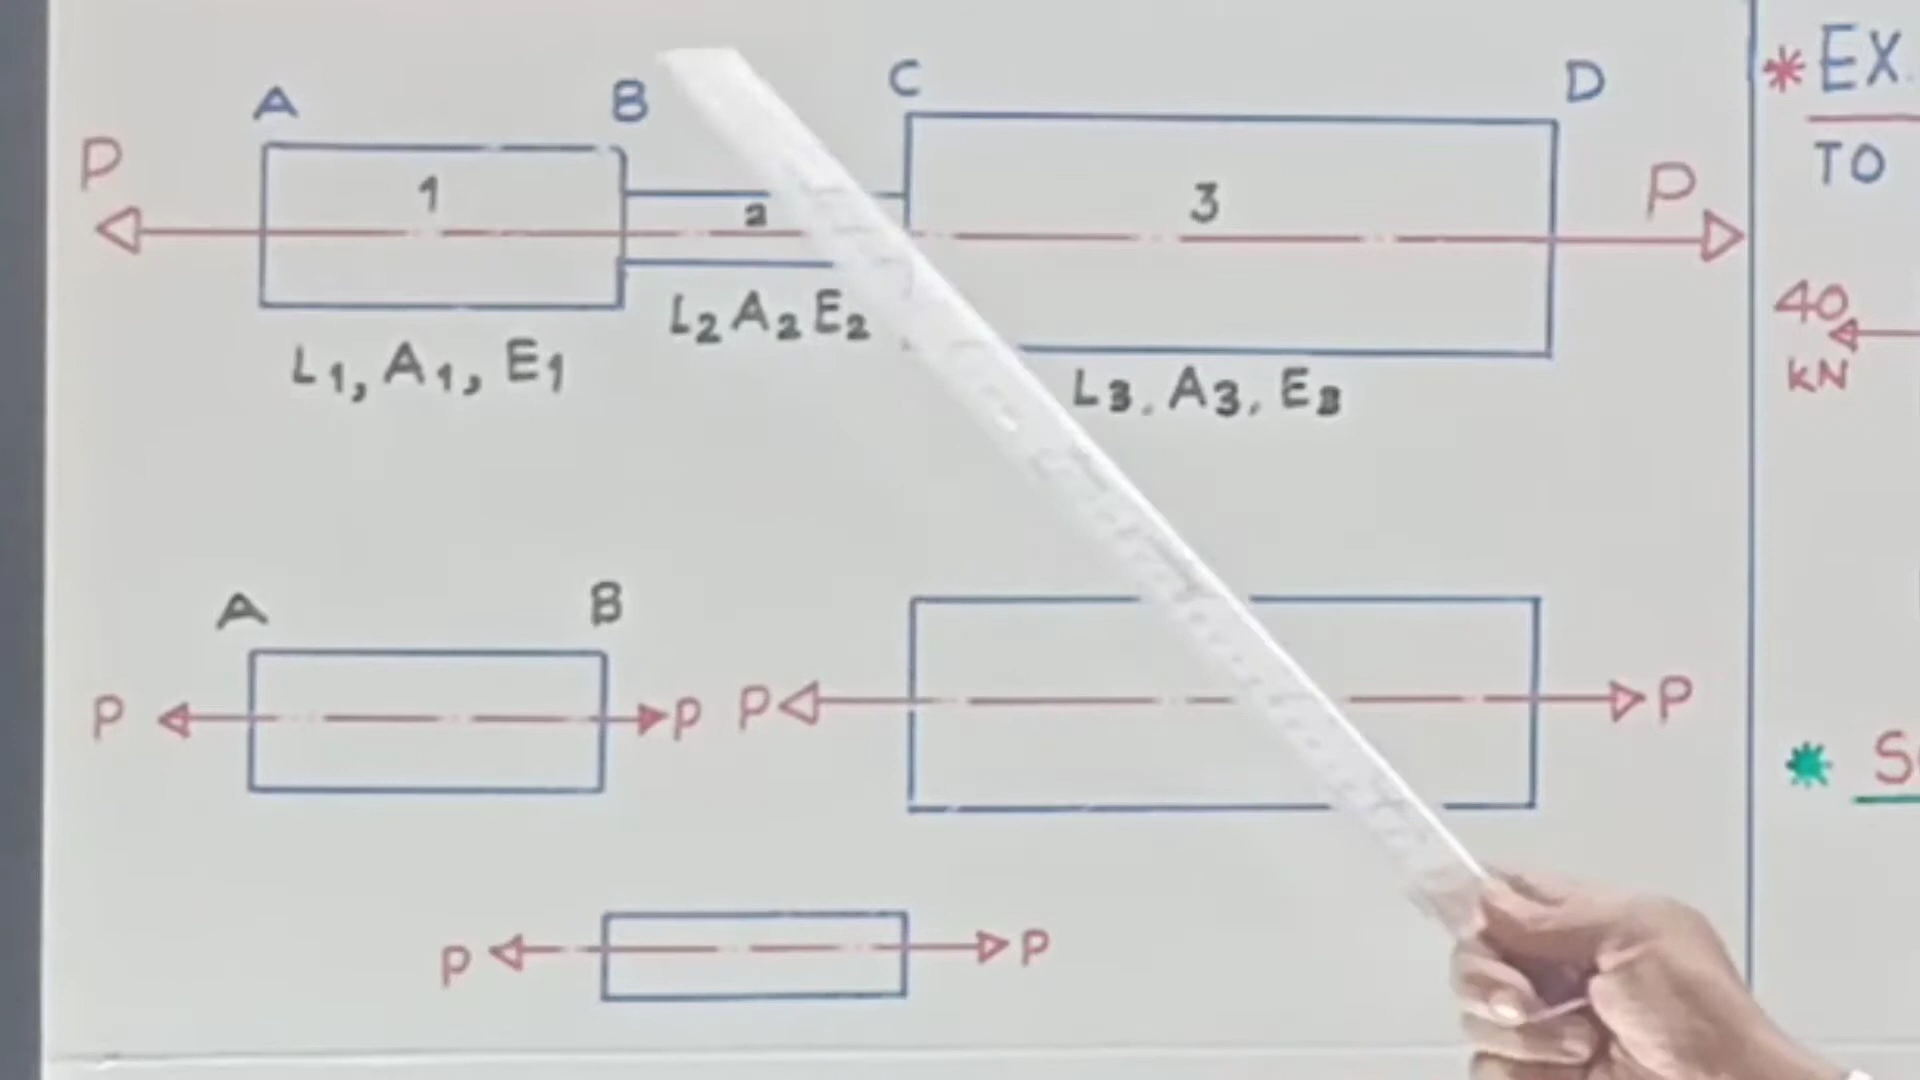 A B C D
P 1 2 3 P
L1, A1, E1
L2 A2 E2
L3, A3, E3
A B
P P P P
P P
* EX.
TO
40
kN